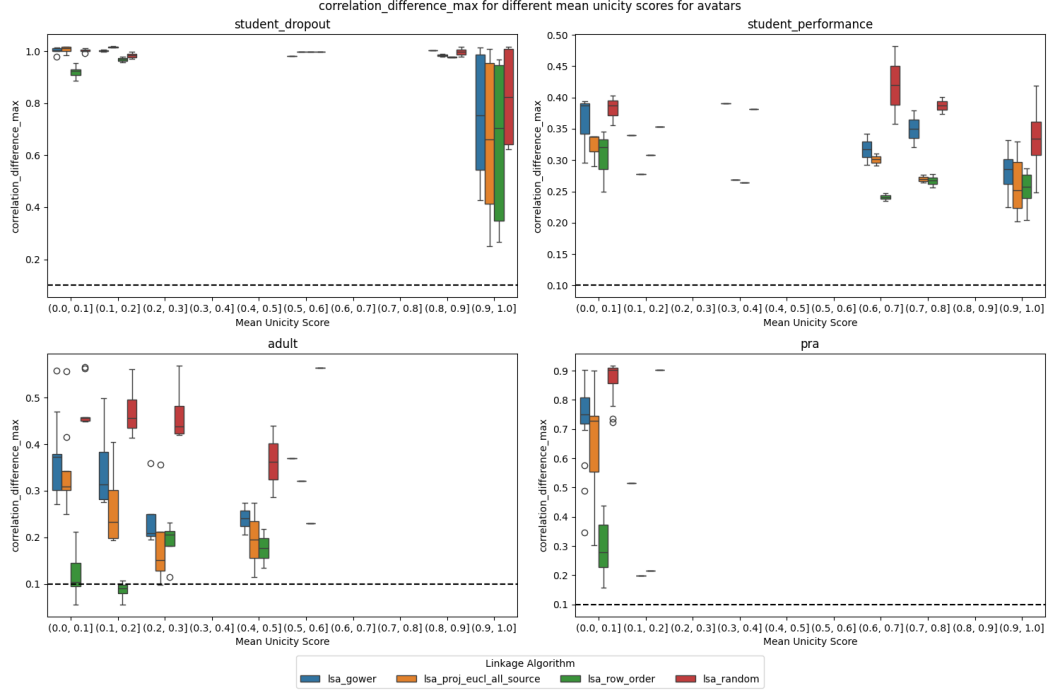 correlation_difference_max for different mean unicity scores for avatars
student_dropout
correlation_difference_max
1.0
0.8
0.6
0.4
0.2
(0.0, 0.1] (0.1, 0.2] (0.2, 0.3] (0.3, 0.4] (0.4, 0.5] (0.5, 0.6] (0.6, 0.7] (0.7, 0.8] (0.8, 0.9] (0.9, 1.0]
Mean Unicity Score
student_performance
correlation_difference_max
0.50
0.45
0.40
0.35
0.30
0.25
0.20
0.15
0.10
(0.0, 0.1] (0.1, 0.2] (0.2, 0.3] (0.3, 0.4] (0.4, 0.5] (0.5, 0.6] (0.6, 0.7] (0.7, 0.8] (0.8, 0.9] (0.9, 1.0]
Mean Unicity Score
adult
correlation_difference_max
0.5
0.4
0.3
0.2
0.1
(0.0, 0.1] (0.1, 0.2] (0.2, 0.3] (0.3, 0.4] (0.4, 0.5] (0.5, 0.6] (0.6, 0.7] (0.7, 0.8] (0.8, 0.9] (0.9, 1.0]
Mean Unicity Score
pra
correlation_difference_max
0.9
0.8
0.7
0.6
0.5
0.4
0.3
0.2
0.1
(0.0, 0.1] (0.1, 0.2] (0.2, 0.3] (0.3, 0.4] (0.4, 0.5] (0.5, 0.6] (0.6, 0.7] (0.7, 0.8] (0.8, 0.9] (0.9, 1.0]
Mean Unicity Score
Linkage Algorithm
lsa_gower lsa_proj_eucl_all_source lsa_row_order lsa_random